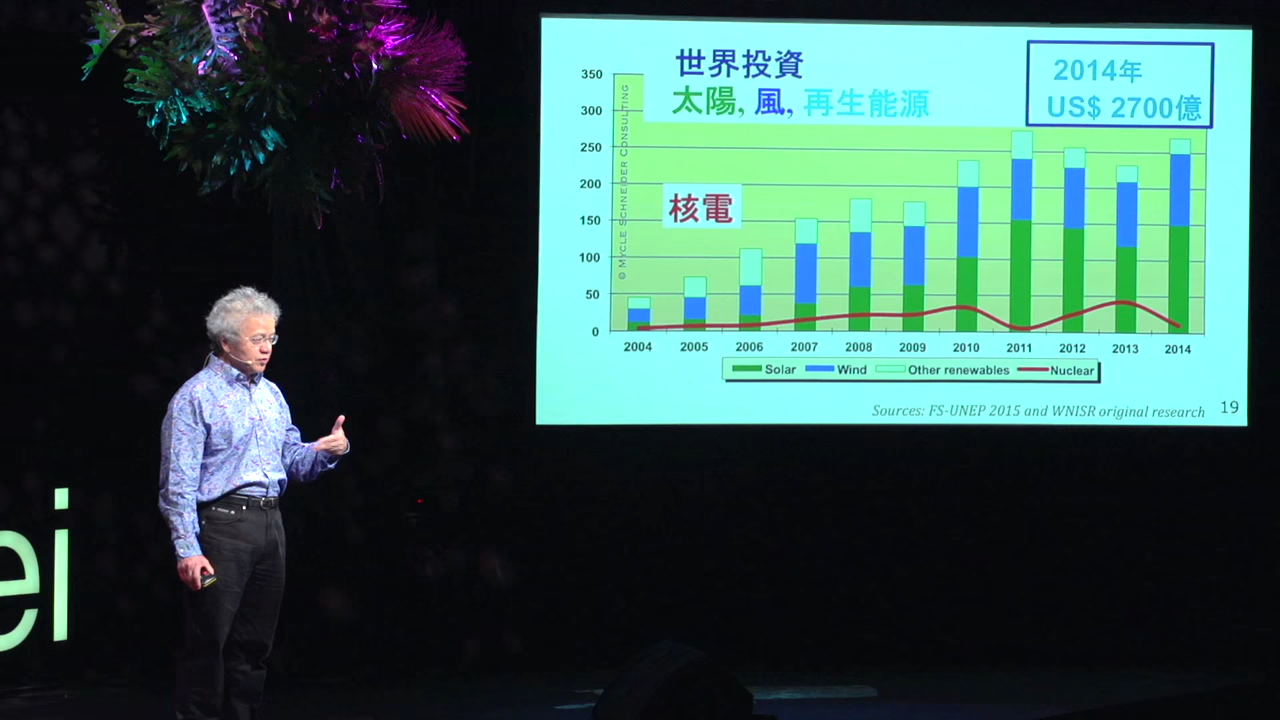 世界投資
太陽, 風, 再生能源
2014年
US$ 2700億
核電
350
300
250
200
150
100
50
0
© MYCLE SCHNEIDER CONSULTING
2004 2005 2006 2007 2008 2009 2010 2011 2012 2013 2014
Solar Wind Other renewables Nuclear
Sources: FS-UNEP 2015 and WNISR original research 19
ei